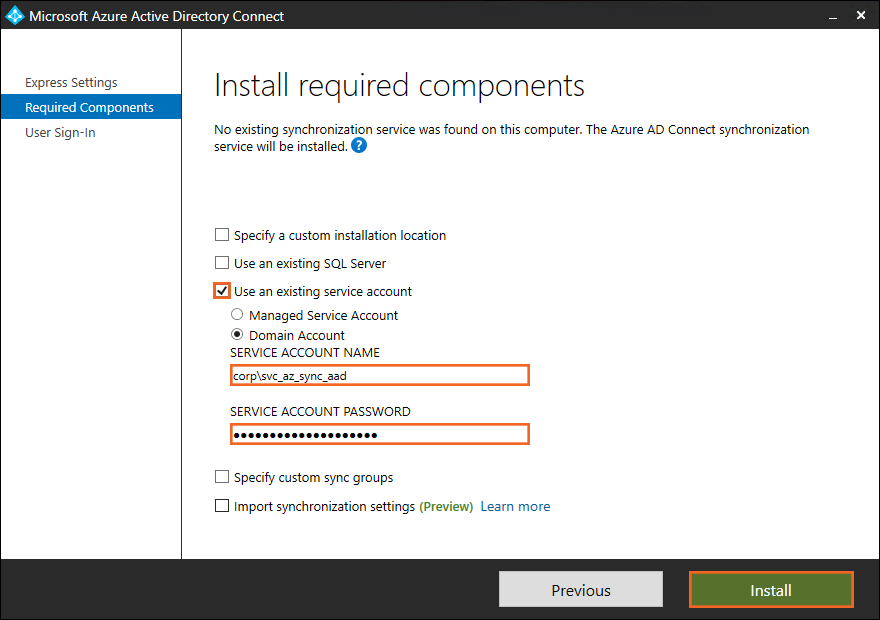 Microsoft Azure Active Directory Connect
Express Settings
Required Components
User Sign-In
Install required components
No existing synchronization service was found on this computer. The Azure AD Connect synchronization
service will be installed. ?
Specify a custom installation location
Use an existing SQL Server
Use an existing service account
Managed Service Account
Domain Account
SERVICE ACCOUNT NAME
corp\svc_az_sync_aad
SERVICE ACCOUNT PASSWORD
●●●●●●●●●●●●●●●●●●●●
Specify custom sync groups
Import synchronization settings (Preview) Learn more
Previous
Install